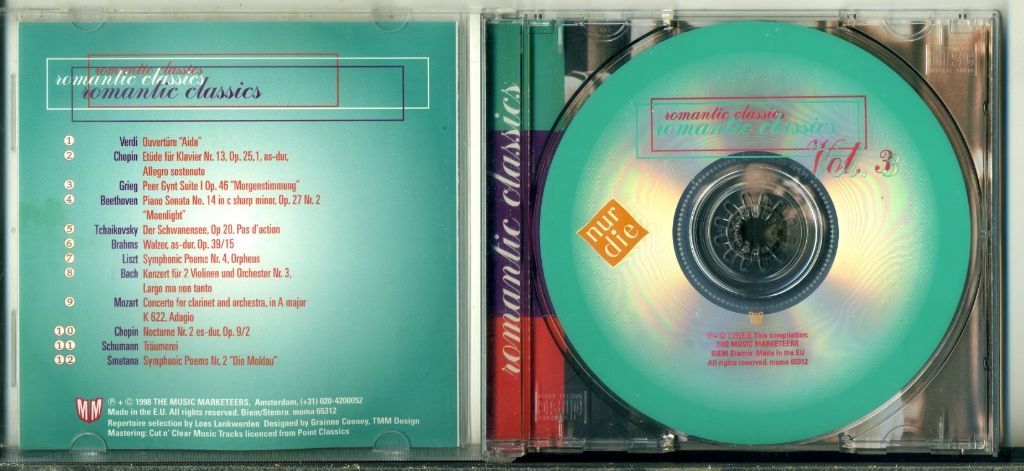 romantic classics
romantic classics
romantic classics
1 Verdi Ouvertüre "Aida"
2 Chopin Etüde für Klavier Nr. 13, Op. 25,1, as-dur,
Allegro sostenuto
3 Grieg Peer Gynt Suite I Op. 46 "Morgenstimmung"
4 Beethoven Piano Sonata No. 14 in c sharp minor, Op. 27 Nr. 2
"Moonlight"
5 Tchaikovsky Der Schwanensee. Op 20. Pas d'action
6 Brahms Walzer, as-dur, Op. 39/15
7 Liszt Symphonic Poems Nr. 4, Orpheus
8 Bach Konzert für 2 Violinen und Orchester Nr. 3,
Largo ma non tanto
9 Mozart Concerto for clarinet and orchestra, in A major
K 622, Adagio
10 Chopin Nocturne Nr. 2 es-dur, Op. 9/2
11 Schumann Träumerei
12 Smetana Symphonic Poems Nr. 2 "Die Moldau"
MM
℗ + © 1998 THE MUSIC MARKETEERS, Amsterdam, (+31) 020-4200052
Made in the E.U. All rights reserved. Biem/Stemra. muma 65312
Repertoire selection by Loes Lankwerden Designed by Grainne Cooney, TMM Design
Mastering: Cut n' Clear Music Tracks licenced from Point Classics
romantic classics
romantic classics
romantic classics
romantic classics
Vol. 3
nur
die
This compilation:
THE MUSIC MARKETEERS
BIEM Stemra. Made in the EU
All rights reserved. muma 65312
DIGITAL AUDIO